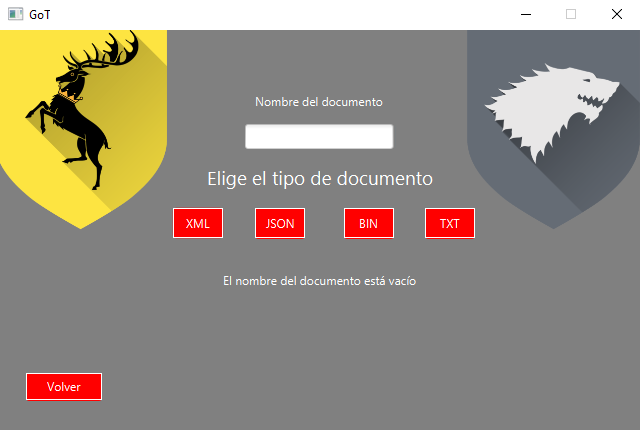 GoT
Nombre del documento
Elige el tipo de documento
XML JSON BIN TXT
El nombre del documento está vacío
Volver